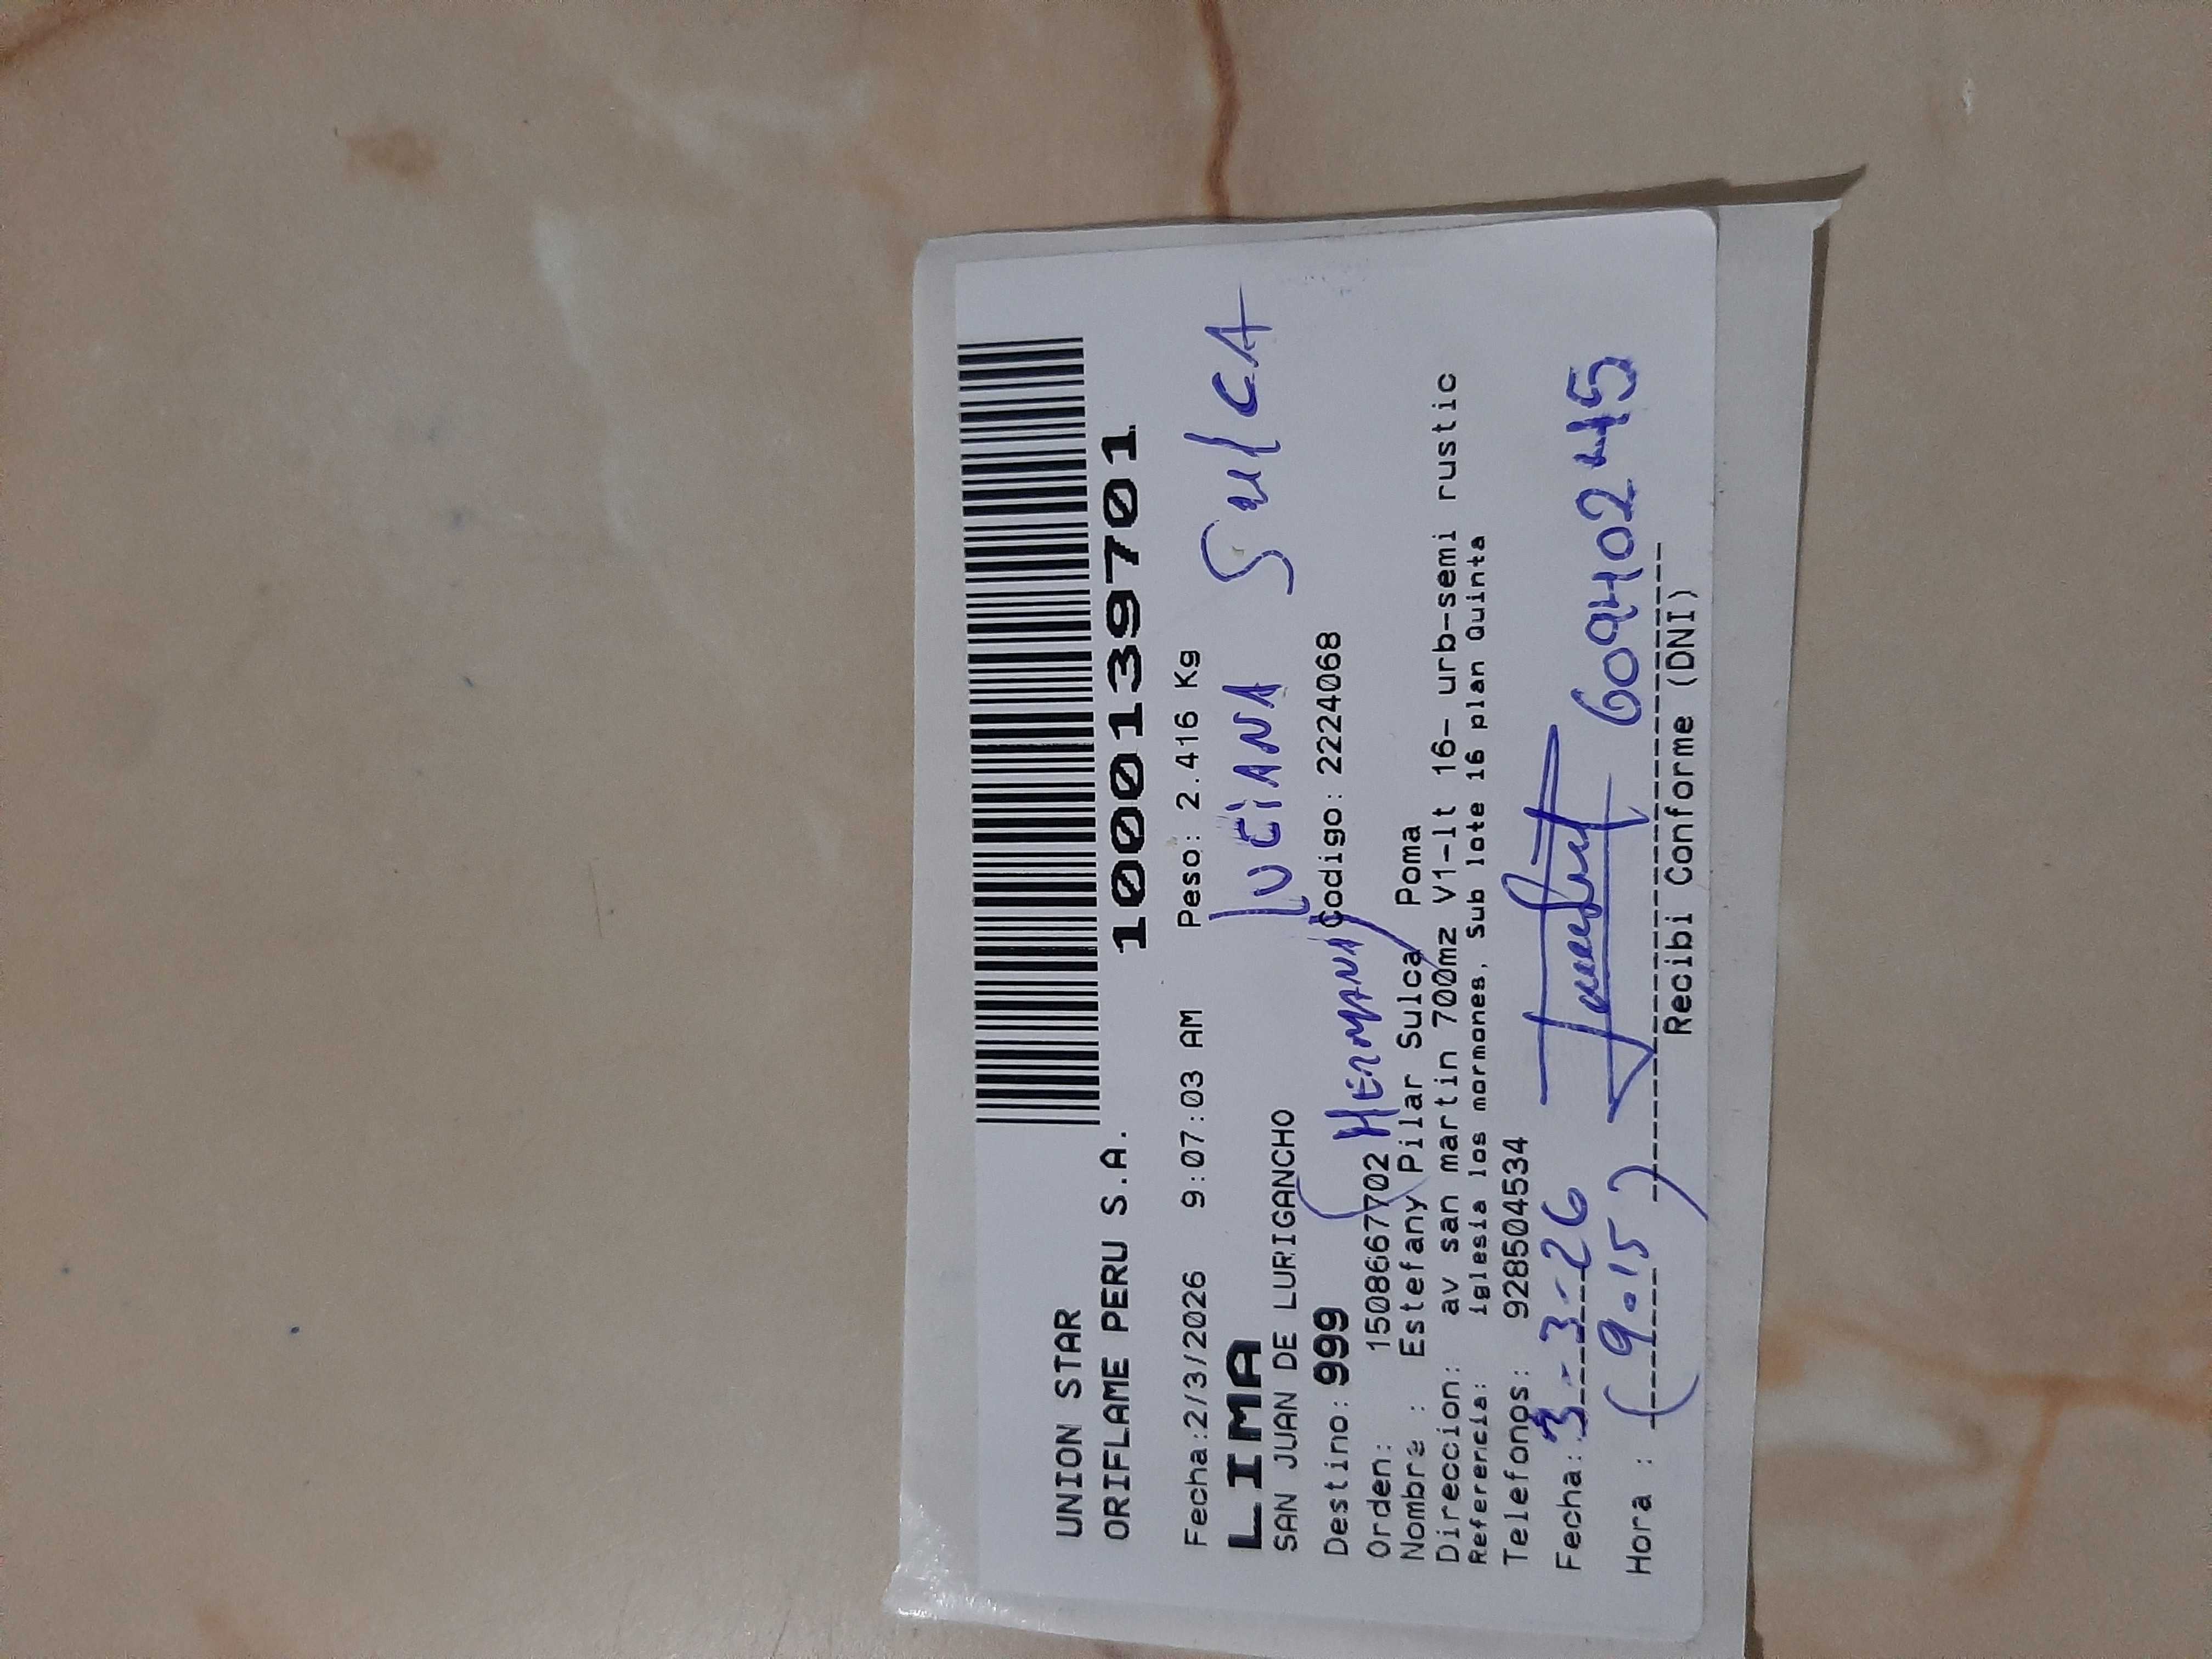 UNION STAR
ORIFLAME PERU S.A.
1000139701
Fecha:2/3/2026 9:07:03 AM Peso: 2.416 Kg
LIMA
LUCIANA SULCA
SAN JUAN DE LURIGANCHO
(HERMANA)
Destino: 999 Codigo: 2224068
Orden: 1508667702
Nombre : Estefany Pilar Sulca Poma
Direccion: av san martin 700mz V1-lt 16- urb-semi rustic
Referencia: iglesia los mormones. Sub lote 16 plan Quinta
Telefonos: 928504534
Fecha: 3-3-26
60940245
Hora : (9:15)
Recibi Conforme (DNI)